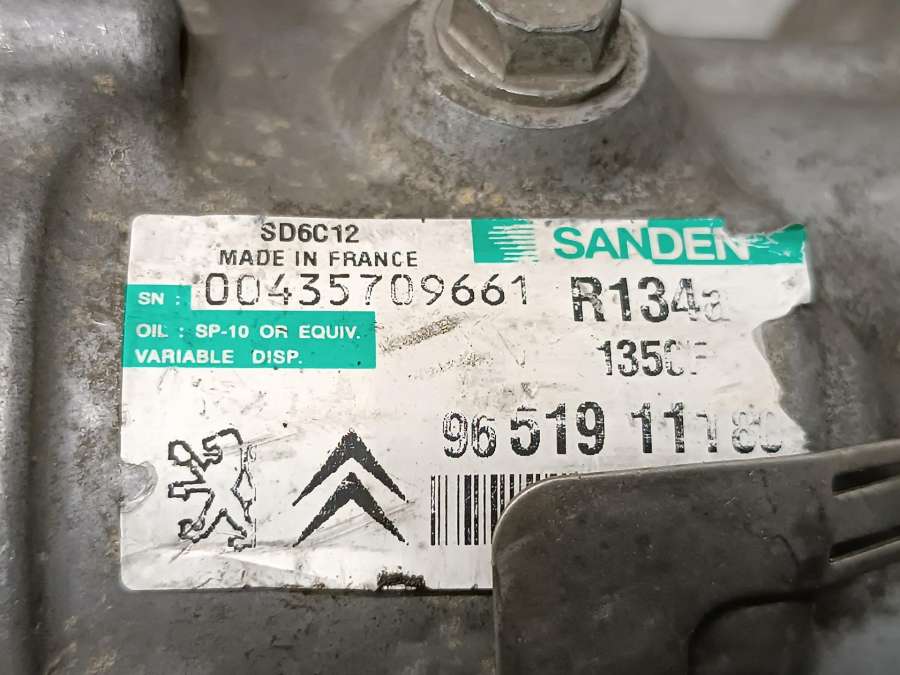 SD6C12
MADE IN FRANCE
SANDEN
SN : 00435709661
R134a
OIL : SP-10 OR EQUIV.
VARIABLE DISP.
96 519 11